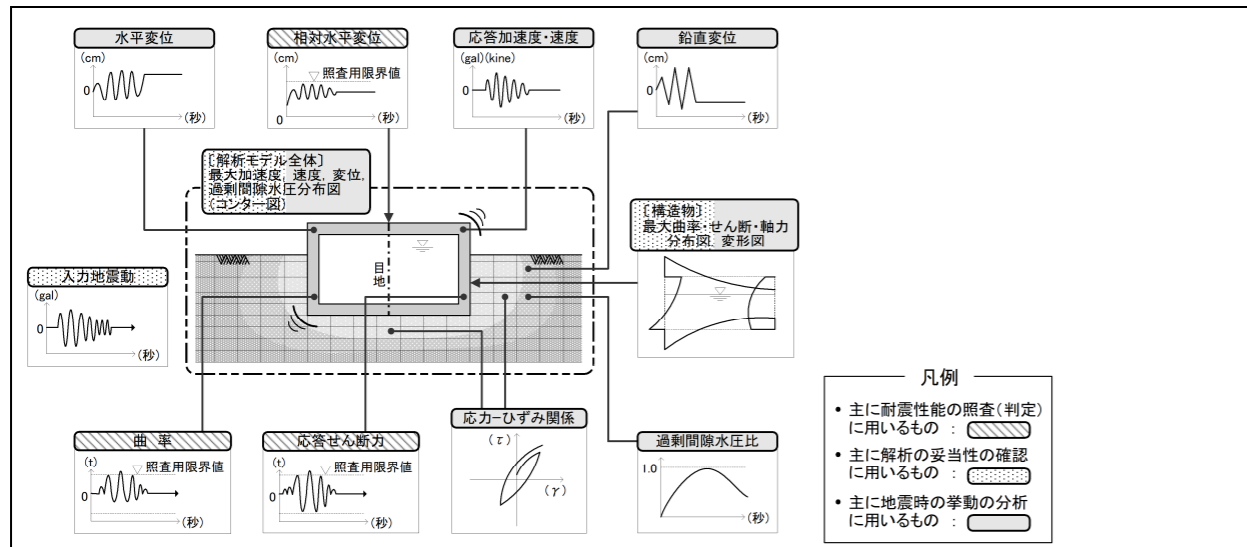 水平変位
(cm)
0
(秒)
相対水平変位
(cm)
照査用限界値
0
(秒)
応答加速度・速度
(gal)(kine)
0
(秒)
鉛直変位
(cm)
0
(秒)
〔解析モデル全体〕
最大加速度, 速度, 変位,
過剰間隙水圧分布図
(コンター図)
目地
〔構造物〕
最大曲率・せん断・軸力
分布図, 変形図
入力地震動
(gal)
0
(秒)
曲 率
(t)
照査用限界値
0
(秒)
応答せん断力
(t)
照査用限界値
0
(秒)
応力−ひずみ関係
(τ)
(γ)
過剰間隙水圧比
1.0
(秒)
凡例
• 主に耐震性能の照査(判定)
に用いるもの :
• 主に解析の妥当性の確認
に用いるもの :
• 主に地震時の挙動の分析
に用いるもの :